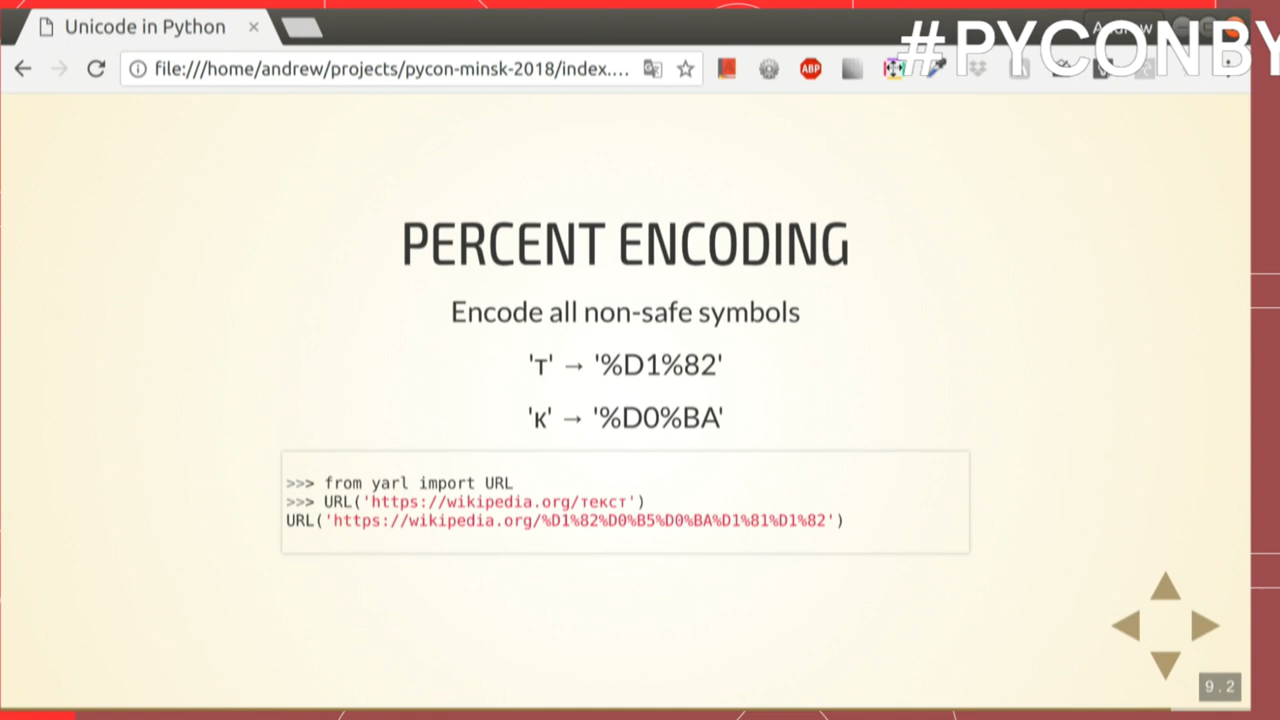 Unicode in Python
Andrew
#PYCONBY
file:///home/andrew/projects/pycon-minsk-2018/index....
ABP
PERCENT ENCODING
Encode all non-safe symbols
'т' → '%D1%82'
'к' → '%D0%BA'
>>> from yarl import URL
>>> URL('https://wikipedia.org/текст')
URL('https://wikipedia.org/%D1%82%D0%B5%D0%BA%D1%81%D1%82')
9.2